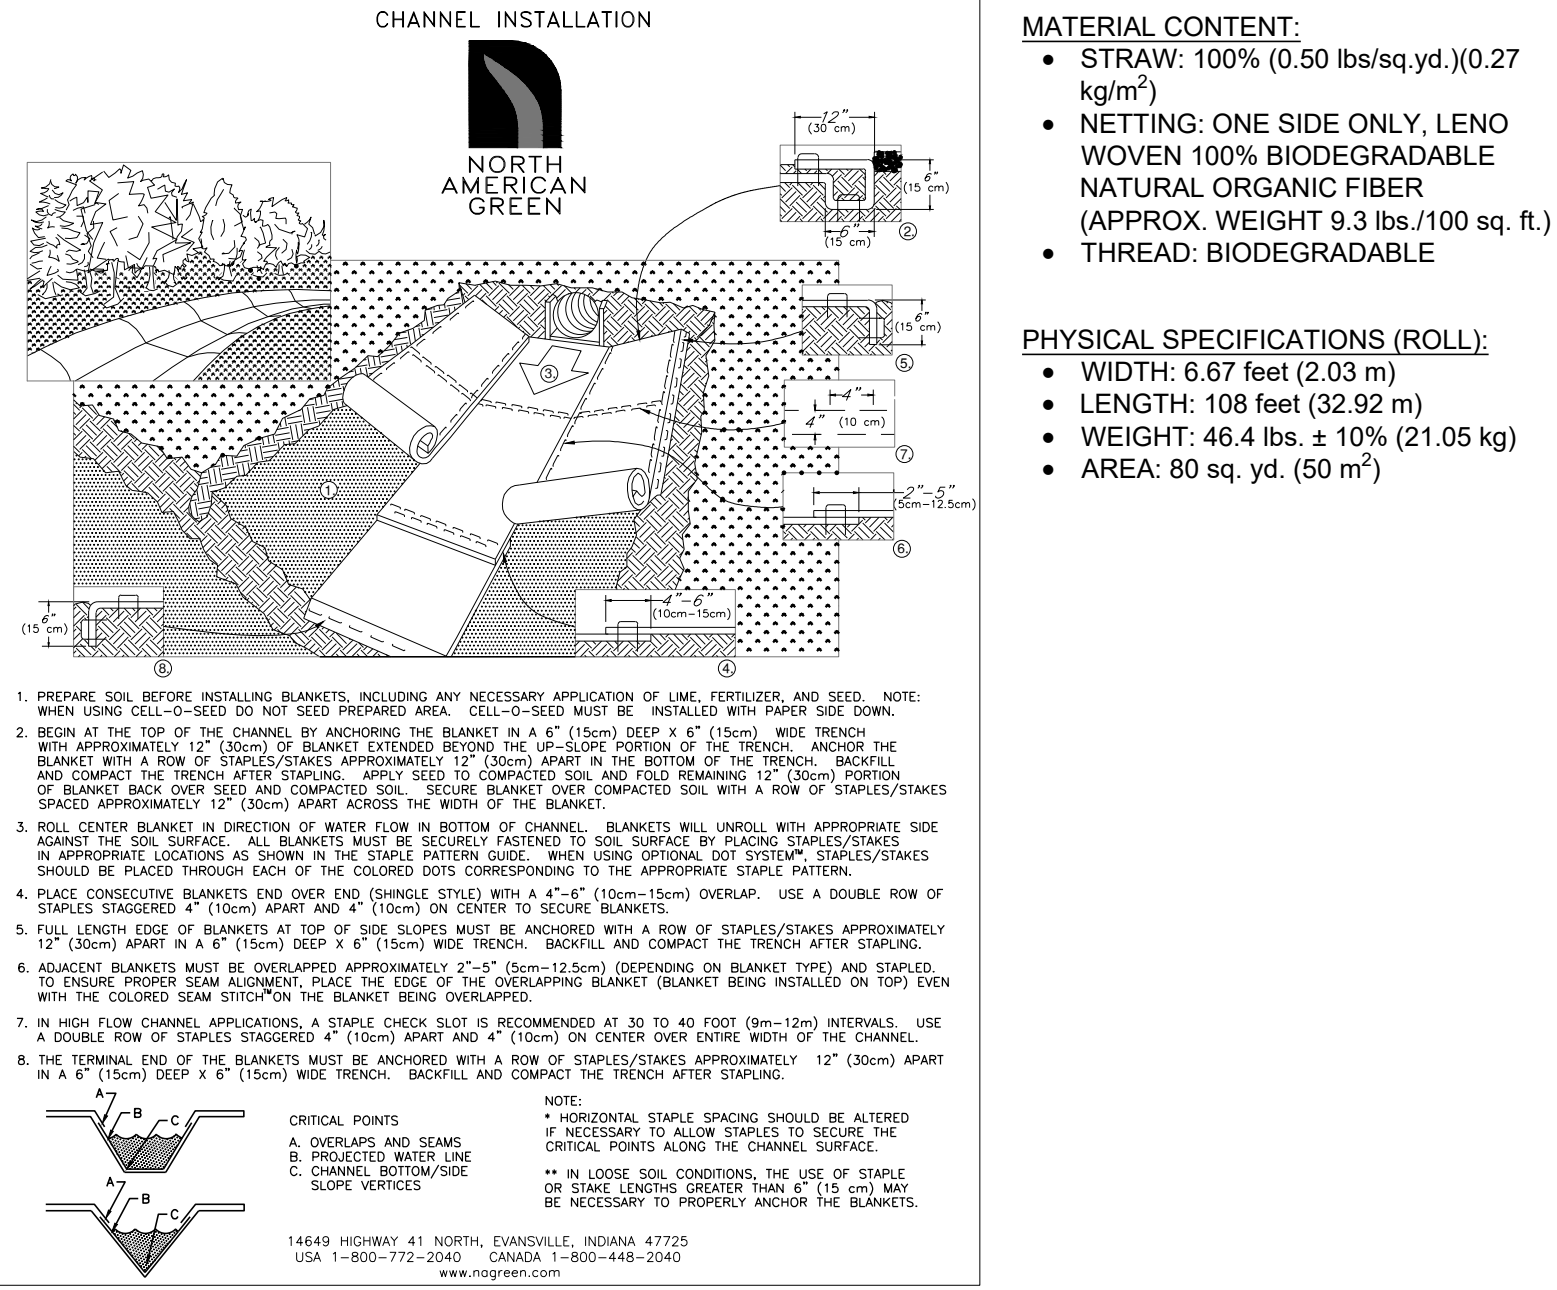 CHANNEL INSTALLATION
NORTH
AMERICAN
GREEN
12"
(30 cm)
6"
(15 cm)
6"
(15 cm)
2.
6"
(15 cm)
5.
3.
4"
4" (10 cm)
7.
1.
2"-5"
(5cm-12.5cm)
6.
6"
(15 cm)
8.
4"-6"
(10cm-15cm)
4.
1. PREPARE SOIL BEFORE INSTALLING BLANKETS, INCLUDING ANY NECESSARY APPLICATION OF LIME, FERTILIZER, AND SEED. NOTE:
WHEN USING CELL-O-SEED DO NOT SEED PREPARED AREA. CELL-O-SEED MUST BE INSTALLED WITH PAPER SIDE DOWN.
2. BEGIN AT THE TOP OF THE CHANNEL BY ANCHORING THE BLANKET IN A 6" (15cm) DEEP X 6" (15cm) WIDE TRENCH
WITH APPROXIMATELY 12" (30cm) OF BLANKET EXTENDED BEYOND THE UP-SLOPE PORTION OF THE TRENCH. ANCHOR THE
BLANKET WITH A ROW OF STAPLES/STAKES APPROXIMATELY 12" (30cm) APART IN THE BOTTOM OF THE TRENCH. BACKFILL
AND COMPACT THE TRENCH AFTER STAPLING. APPLY SEED TO COMPACTED SOIL AND FOLD REMAINING 12" (30cm) PORTION
OF BLANKET BACK OVER SEED AND COMPACTED SOIL. SECURE BLANKET OVER COMPACTED SOIL WITH A ROW OF STAPLES/STAKES
SPACED APPROXIMATELY 12" (30cm) APART ACROSS THE WIDTH OF THE BLANKET.
3. ROLL CENTER BLANKET IN DIRECTION OF WATER FLOW IN BOTTOM OF CHANNEL. BLANKETS WILL UNROLL WITH APPROPRIATE SIDE
AGAINST THE SOIL SURFACE. ALL BLANKETS MUST BE SECURELY FASTENED TO SOIL SURFACE BY PLACING STAPLES/STAKES
IN APPROPRIATE LOCATIONS AS SHOWN IN THE STAPLE PATTERN GUIDE. WHEN USING OPTIONAL DOT SYSTEM™, STAPLES/STAKES
SHOULD BE PLACED THROUGH EACH OF THE COLORED DOTS CORRESPONDING TO THE APPROPRIATE STAPLE PATTERN.
4. PLACE CONSECUTIVE BLANKETS END OVER END (SHINGLE STYLE) WITH A 4"-6" (10cm-15cm) OVERLAP. USE A DOUBLE ROW OF
STAPLES STAGGERED 4" (10cm) APART AND 4" (10cm) ON CENTER TO SECURE BLANKETS.
5. FULL LENGTH EDGE OF BLANKETS AT TOP OF SIDE SLOPES MUST BE ANCHORED WITH A ROW OF STAPLES/STAKES APPROXIMATELY
12" (30cm) APART IN A 6" (15cm) DEEP X 6" (15cm) WIDE TRENCH. BACKFILL AND COMPACT THE TRENCH AFTER STAPLING.
6. ADJACENT BLANKETS MUST BE OVERLAPPED APPROXIMATELY 2"-5" (5cm-12.5cm) (DEPENDING ON BLANKET TYPE) AND STAPLED.
TO ENSURE PROPER SEAM ALIGNMENT, PLACE THE EDGE OF THE OVERLAPPING BLANKET (BLANKET BEING INSTALLED ON TOP) EVEN
WITH THE COLORED SEAM STITCH™ON THE BLANKET BEING OVERLAPPED.
7. IN HIGH FLOW CHANNEL APPLICATIONS, A STAPLE CHECK SLOT IS RECOMMENDED AT 30 TO 40 FOOT (9m-12m) INTERVALS. USE
A DOUBLE ROW OF STAPLES STAGGERED 4" (10cm) APART AND 4" (10cm) ON CENTER OVER ENTIRE WIDTH OF THE CHANNEL.
8. THE TERMINAL END OF THE BLANKETS MUST BE ANCHORED WITH A ROW OF STAPLES/STAKES APPROXIMATELY 12" (30cm) APART
IN A 6" (15cm) DEEP X 6" (15cm) WIDE TRENCH. BACKFILL AND COMPACT THE TRENCH AFTER STAPLING.
A
B
C
A
B
C
CRITICAL POINTS
A. OVERLAPS AND SEAMS
B. PROJECTED WATER LINE
C. CHANNEL BOTTOM/SIDE
SLOPE VERTICES
NOTE:
* HORIZONTAL STAPLE SPACING SHOULD BE ALTERED
IF NECESSARY TO ALLOW STAPLES TO SECURE THE
CRITICAL POINTS ALONG THE CHANNEL SURFACE.
** IN LOOSE SOIL CONDITIONS, THE USE OF STAPLE
OR STAKE LENGTHS GREATER THAN 6" (15 cm) MAY
BE NECESSARY TO PROPERLY ANCHOR THE BLANKETS.
14649 HIGHWAY 41 NORTH, EVANSVILLE, INDIANA 47725
USA 1-800-772-2040 CANADA 1-800-448-2040
www.nagreen.com
MATERIAL CONTENT:
• STRAW: 100% (0.50 lbs/sq.yd.)(0.27
kg/m²)
• NETTING: ONE SIDE ONLY, LENO
WOVEN 100% BIODEGRADABLE
NATURAL ORGANIC FIBER
(APPROX. WEIGHT 9.3 lbs./100 sq. ft.)
• THREAD: BIODEGRADABLE
PHYSICAL SPECIFICATIONS (ROLL):
• WIDTH: 6.67 feet (2.03 m)
• LENGTH: 108 feet (32.92 m)
• WEIGHT: 46.4 lbs. ± 10% (21.05 kg)
• AREA: 80 sq. yd. (50 m²)